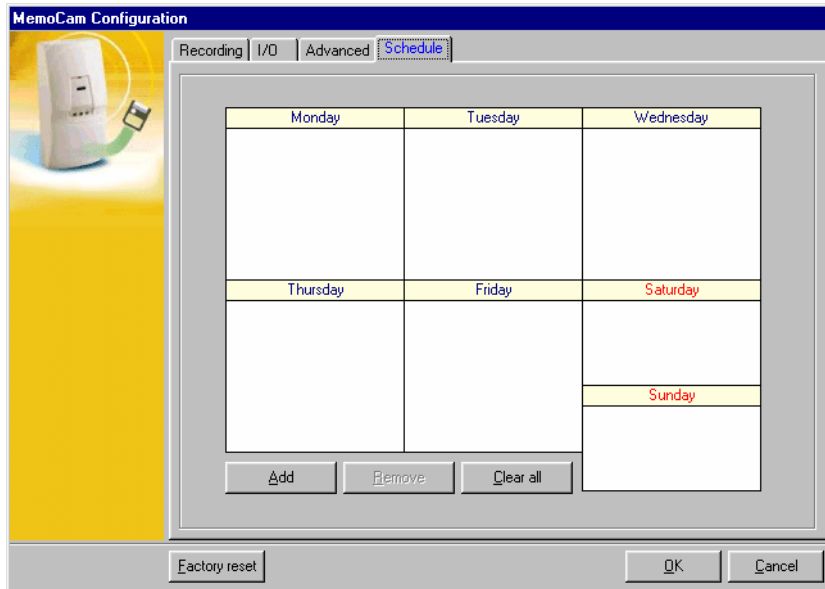 MemoCam Configuration
Recording I/O Advanced Schedule
Monday Tuesday Wednesday
Thursday Friday Saturday
Sunday
Add Remove Clear all
Factory reset OK Cancel